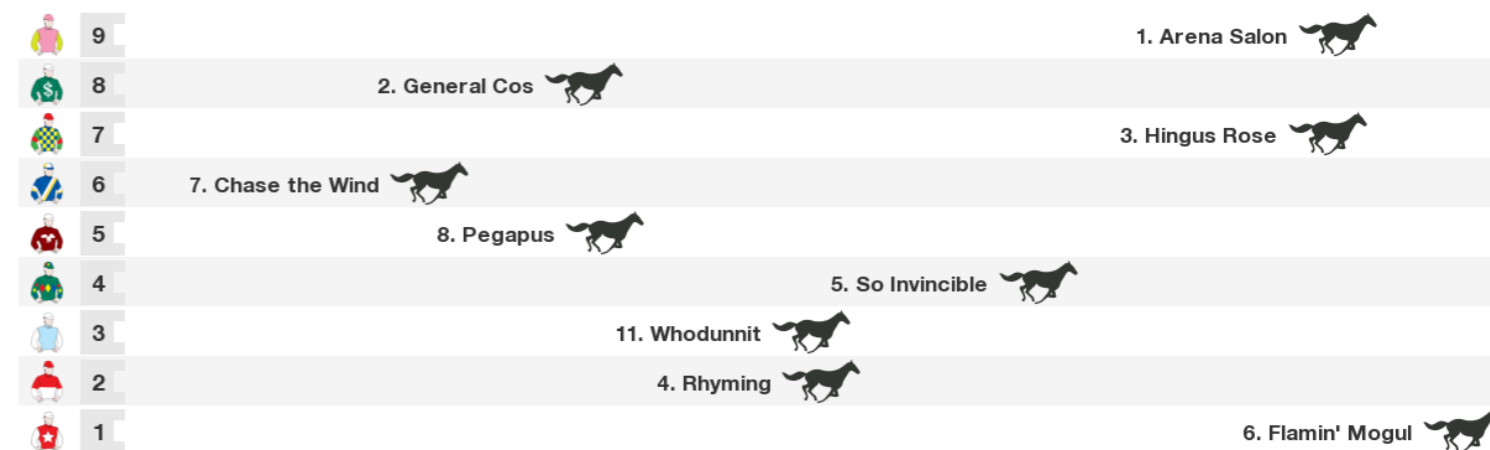 9 1. Arena Salon
$ 8 2. General Cos
7 3. Hingus Rose
6 7. Chase the Wind
5 8. Pegapus
4 5. So Invincible
3 11. Whodunnit
2 4. Rhyming
1 6. Flamin' Mogul